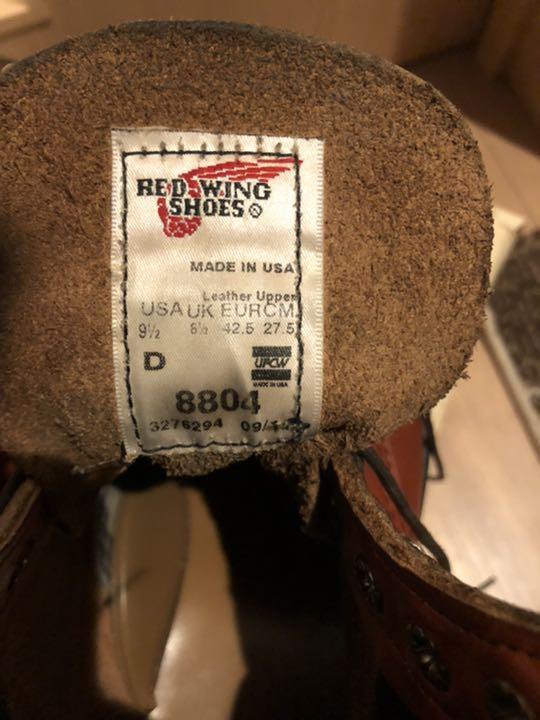 RED WING
SHOES®
MADE IN USA
Leather Upper
USA UK EUR CM
9½ 8½ 42.5 27.5
D
UFCW
MADE IN USA
8804
3276294 09/